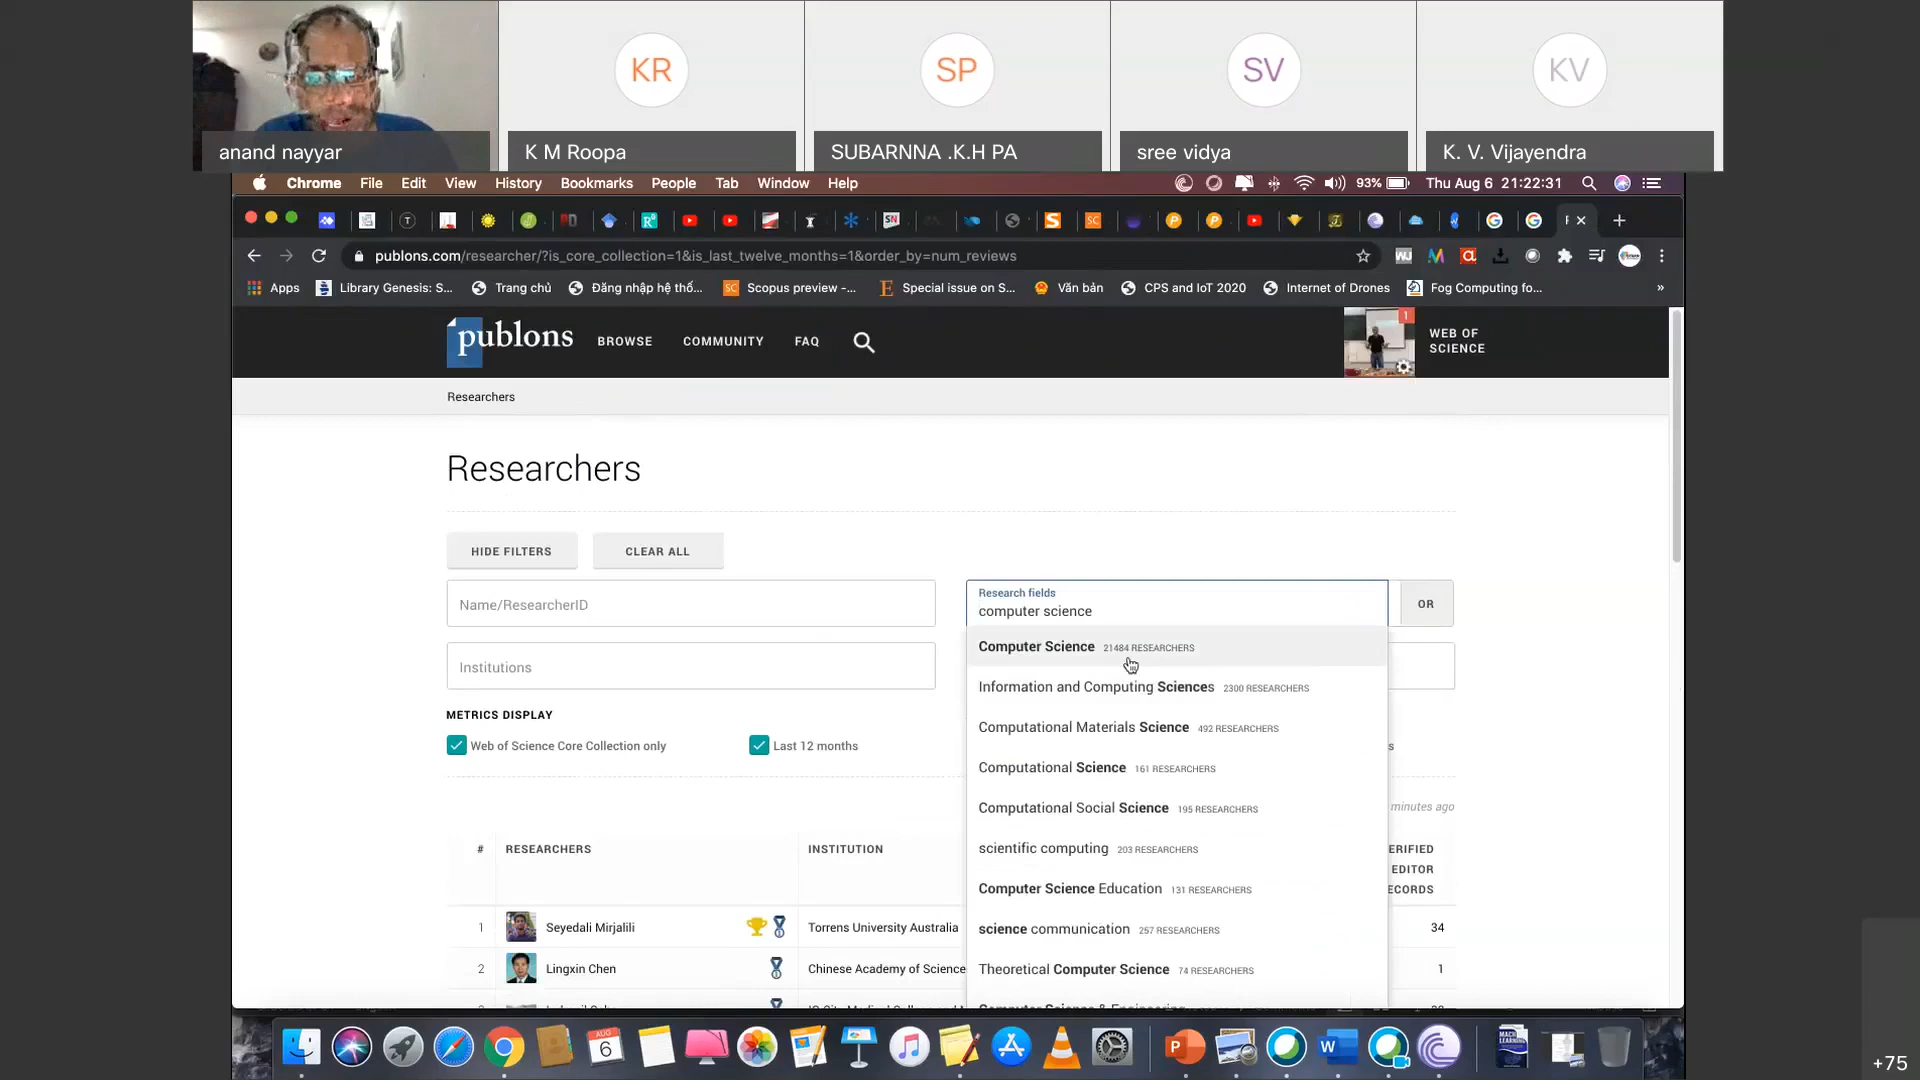 KR
SP
SV
KV
anand nayyar
K M Roopa
SUBARNNA .K.H PA
sree vidya
K. V. Vijayendra
Chrome File Edit View History Bookmarks People Tab Window Help
93% Thu Aug 6 21:22:31
publons.com/researcher/?is_core_collection=1&is_last_twelve_months=1&order_by=num_reviews
Apps Library Genesis: S... Trang chủ Đăng nhập hệ thố... Scopus preview -... Special issue on S... Văn bản CPS and IoT 2020 Internet of Drones Fog Computing fo... »
publons BROWSE COMMUNITY FAQ
1
WEB OF
SCIENCE
Researchers
Researchers
HIDE FILTERS CLEAR ALL
Name/ResearcherID
Research fields
computer science
OR
Computer Science 21484 RESEARCHERS
Institutions
Information and Computing Sciences 2300 RESEARCHERS
METRICS DISPLAY
Computational Materials Science 492 RESEARCHERS
Web of Science Core Collection only Last 12 months
Computational Science 161 RESEARCHERS
Computational Social Science 195 RESEARCHERS
minutes ago
scientific computing 203 RESEARCHERS
# RESEARCHERS INSTITUTION
ERIFIED
EDITOR
ECORDS
Computer Science Education 131 RESEARCHERS
1 Seyedali Mirjalili Torrens University Australia 34
science communication 257 RESEARCHERS
2 Lingxin Chen Chinese Academy of Science 1
Theoretical Computer Science 74 RESEARCHERS
Computer Science & Engineering
AUG
6
+75